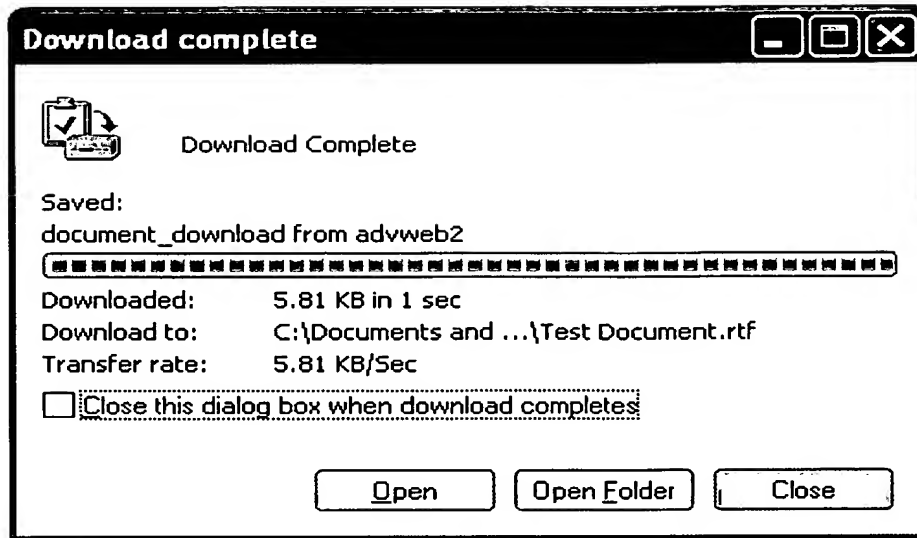 Download complete
Download Complete
Saved:
document_download from advweb2
Downloaded: 5.81 KB in 1 sec
Download to: C:\Documents and ...\Test Document.rtf
Transfer rate: 5.81 KB/Sec
Close this dialog box when download completes
Open Open Folder Close